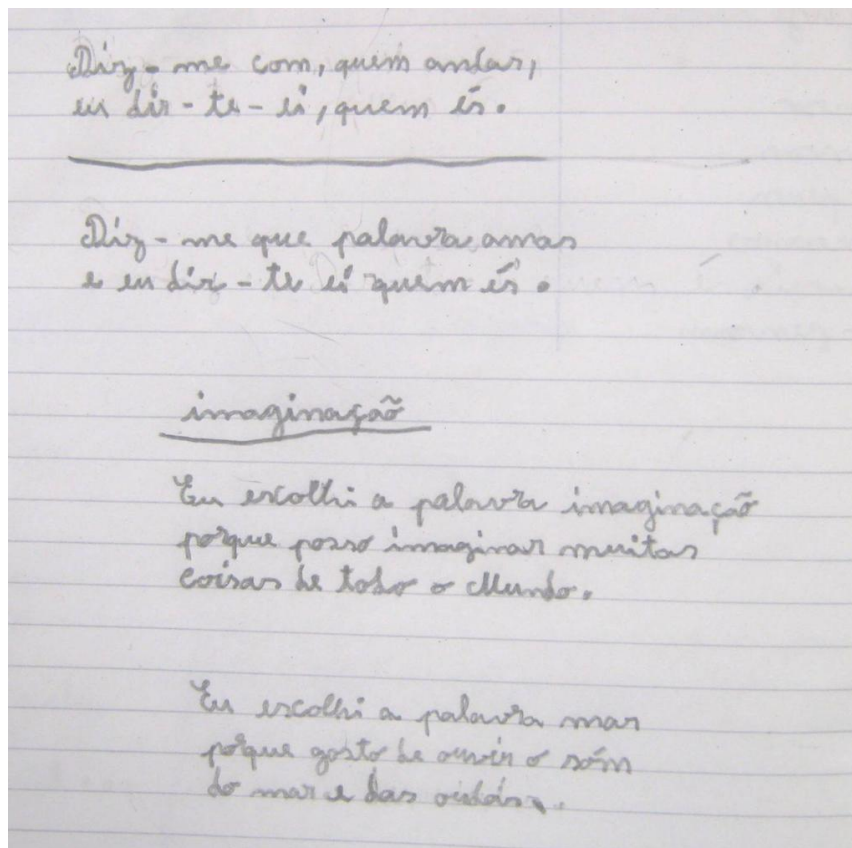 Diz-me com, quem andas,
eu dir-te-ei, quem és.
Diz-me que palavra amas
e eu dir-te ei quem és.
imaginação
Eu escolhi a palavra imaginação
porque posso imaginar muitas
coisas de todo o Mundo.
Eu escolhi a palavra mar
porque gosto de ouvir o sóm
do mar e das